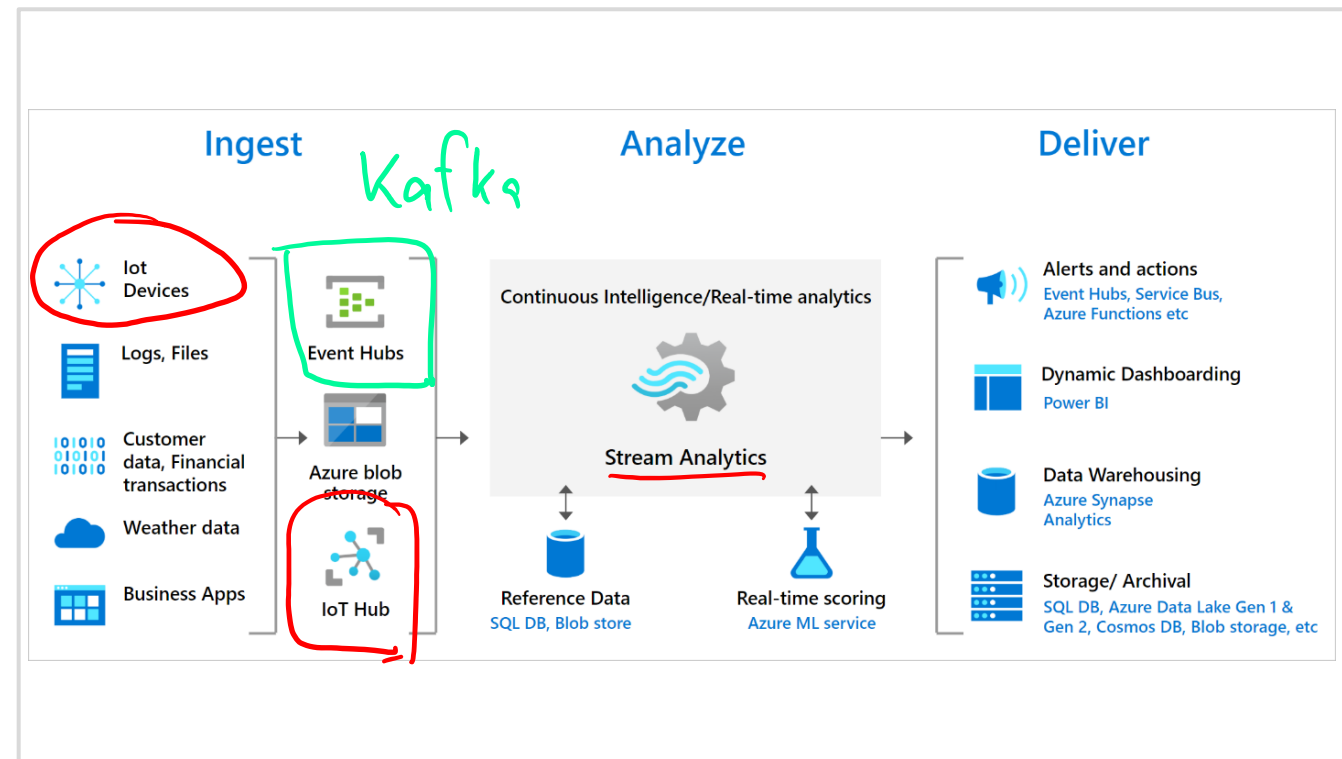 Ingest
Analyze
Deliver
Kafka
Iot
Devices
Logs, Files
Customer
data, Financial
transactions
Weather data
Business Apps
Event Hubs
Azure blob
storage
IoT Hub
Continuous Intelligence/Real-time analytics
Stream Analytics
Reference Data
SQL DB, Blob store
Real-time scoring
Azure ML service
Alerts and actions
Event Hubs, Service Bus,
Azure Functions etc
Dynamic Dashboarding
Power BI
Data Warehousing
Azure Synapse
Analytics
Storage/ Archival
SQL DB, Azure Data Lake Gen 1 &
Gen 2, Cosmos DB, Blob storage, etc